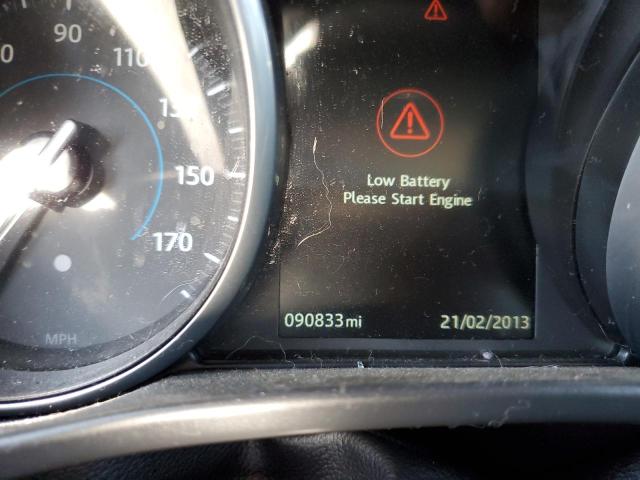 90
110
150
170
MPH
Low Battery
Please Start Engine
090833mi
21/02/2013